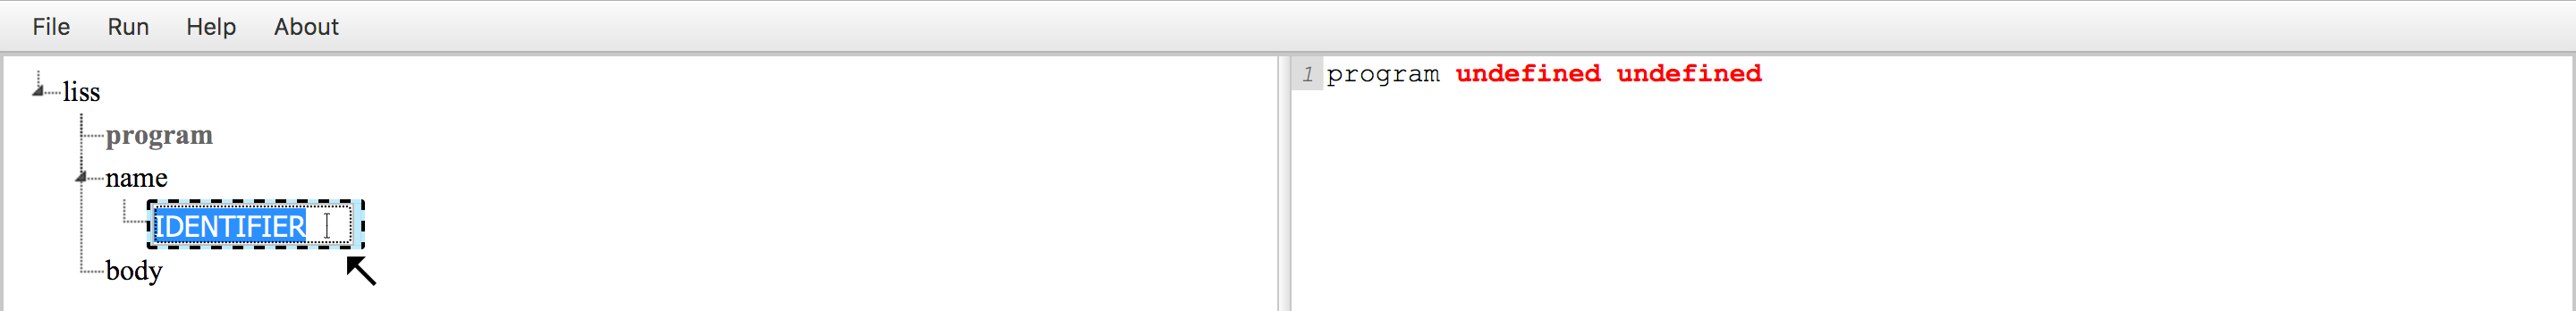 File Run Help About
liss
program
name
IDENTIFIER
body
1 program undefined undefined